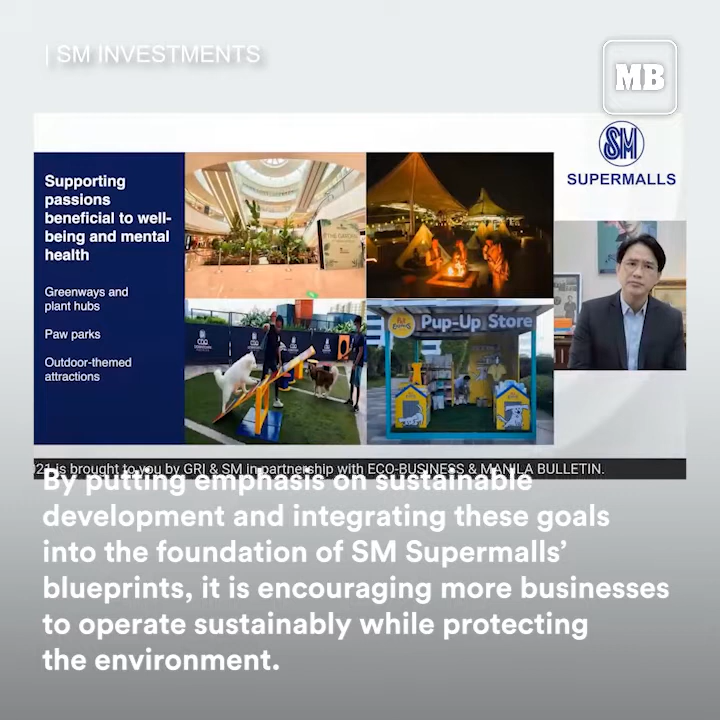 | SM INVESTMENTS
MB
SM
SUPERMALLS
Supporting
passions
beneficial to well-
being and mental
health
Greenways and
plant hubs
Paw parks
Outdoor-themed
attractions
THE GARDEN
Pup-Up Store
21 is brought to you by GRI & SM in partnership with ECO-BUSINESS & MANILA BULLETIN.
By putting emphasis on sustainable
development and integrating these goals
into the foundation of SM Supermalls’
blueprints, it is encouraging more businesses
to operate sustainably while protecting
the environment.